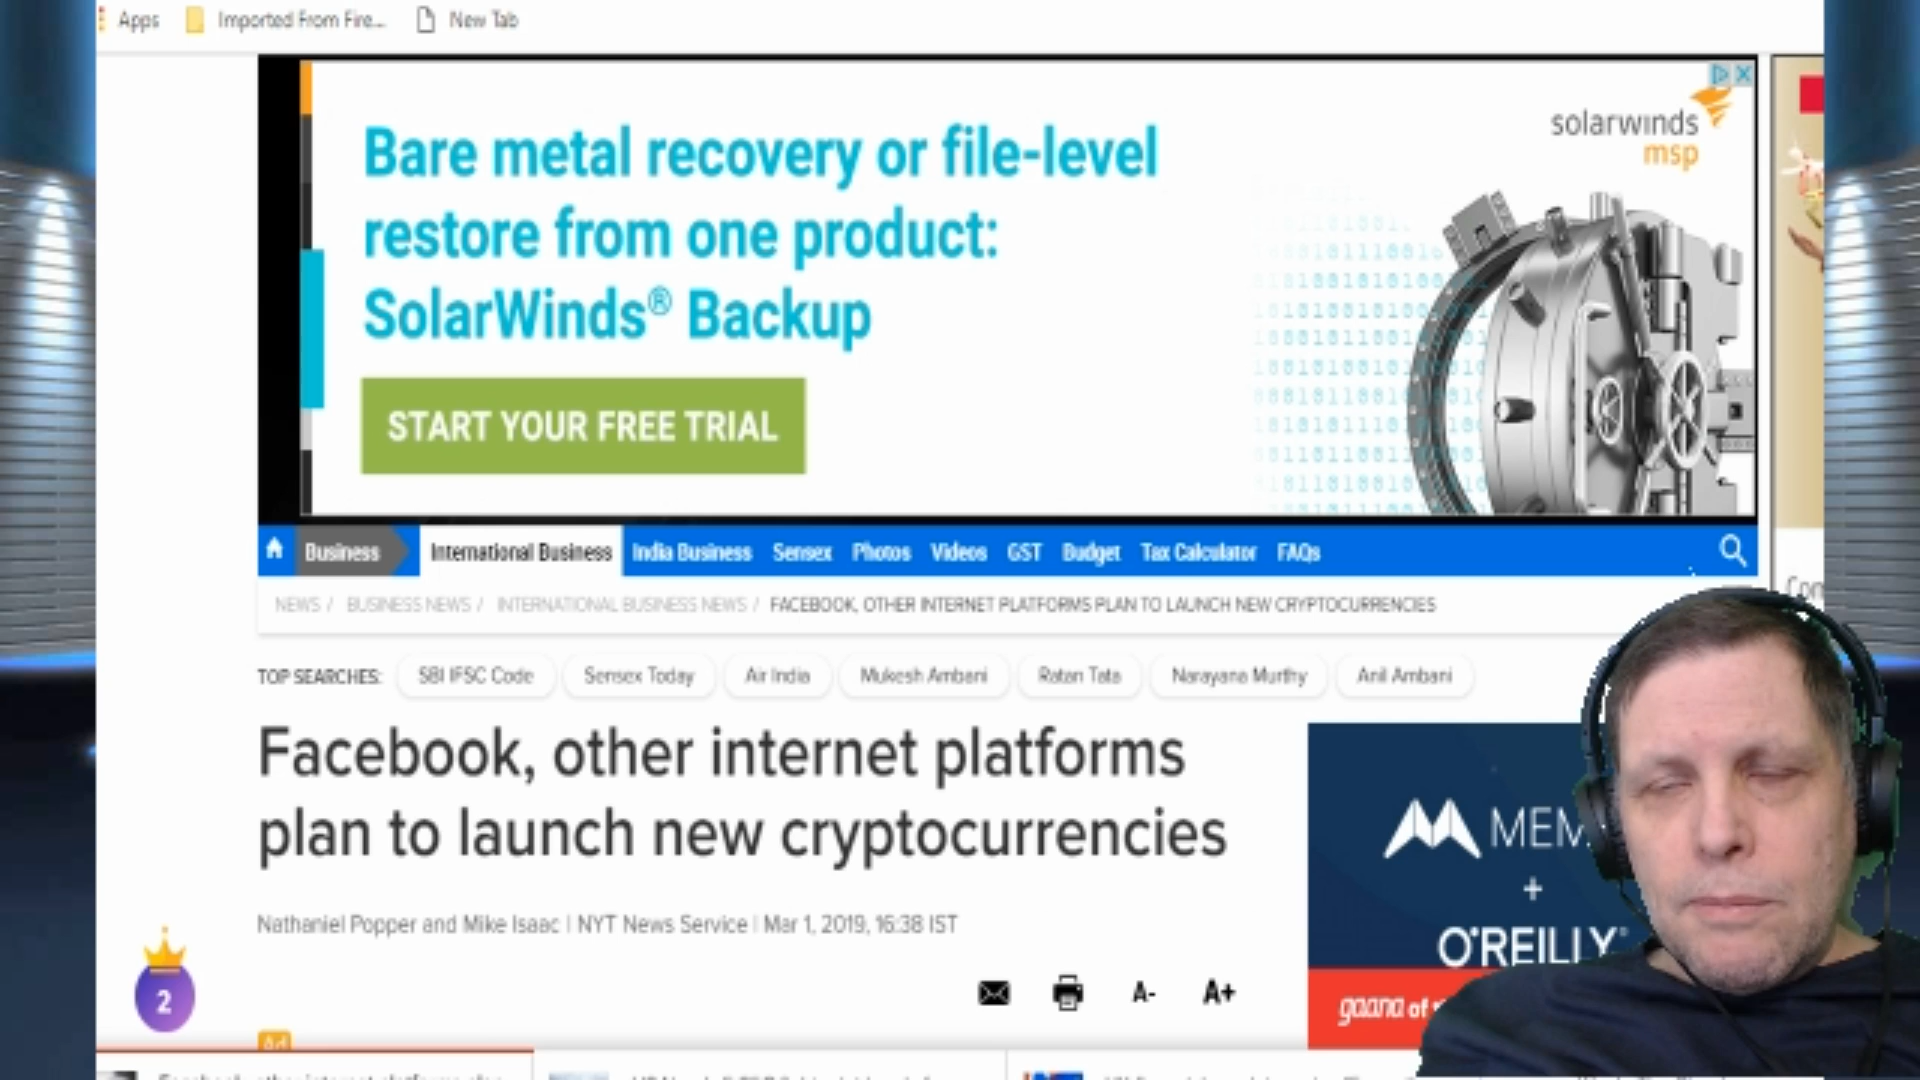 Apps Imported From Fire... New Tab
Bare metal recovery or file-level
restore from one product:
SolarWinds® Backup
START YOUR FREE TRIAL
solarwinds
msp
Business International Business India Business Sensex Photos Videos GST Budget Tax Calculator FAQs
NEWS / BUSINESS NEWS / INTERNATIONAL BUSINESS NEWS / FACEBOOK, OTHER INTERNET PLATFORMS PLAN TO LAUNCH NEW CRYPTOCURRENCIES
TOP SEARCHES: SBI IFSC Code Sensex Today Air India Mukesh Ambani Ratan Tata Narayana Murthy Anil Ambani
Facebook, other internet platforms
plan to launch new cryptocurrencies
Nathaniel Popper and Mike Isaac | NYT News Service | Mar 1, 2019, 16:38 IST
2
A- A+
Ad
MEM
+
O'REILLY
gaana of